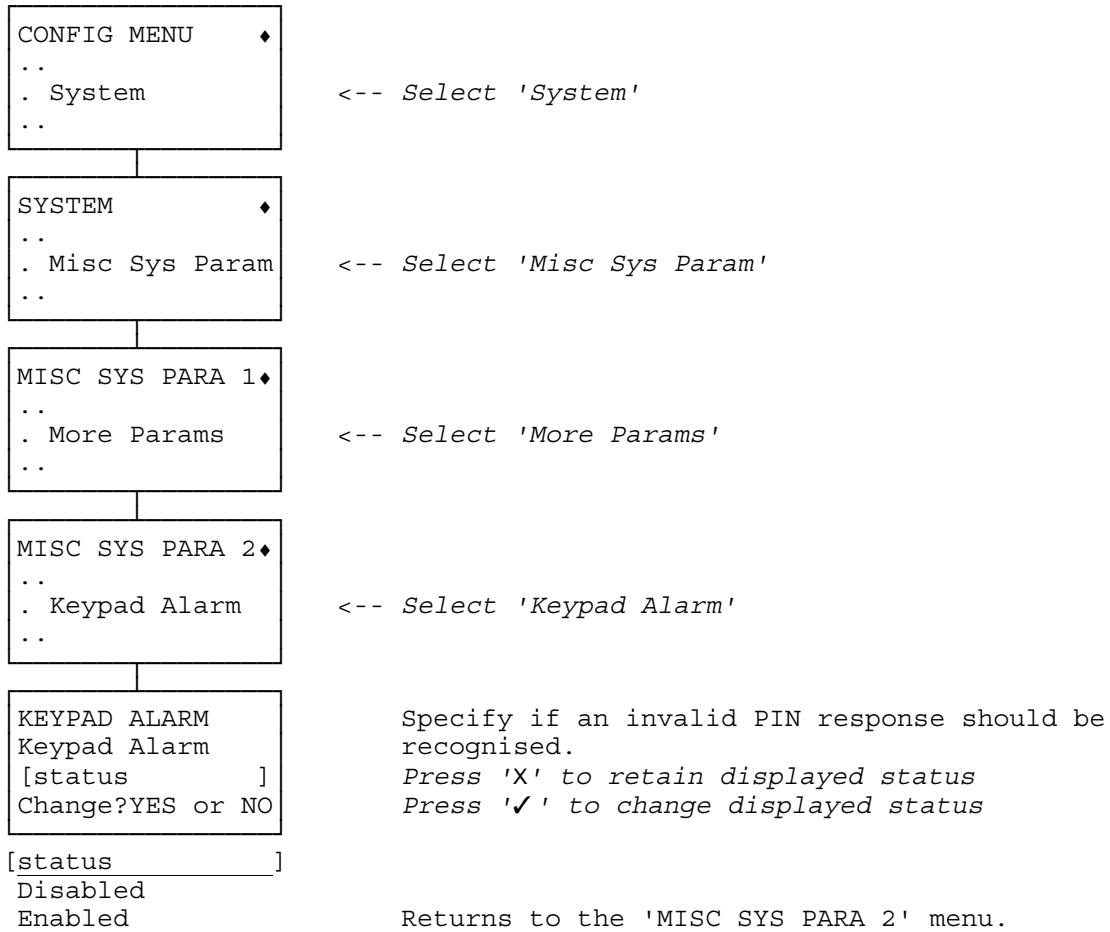 CONFIG MENU ♦
..
. System <-- Select 'System'
..
SYSTEM ♦
..
. Misc Sys Param <-- Select 'Misc Sys Param'
..
MISC SYS PARA 1♦
..
. More Params <-- Select 'More Params'
..
MISC SYS PARA 2♦
..
. Keypad Alarm <-- Select 'Keypad Alarm'
..
KEYPAD ALARM Specify if an invalid PIN response should be
Keypad Alarm recognised.
[status ] Press 'X' to retain displayed status
Change?YES or NO Press '✓' to change displayed status
[status ]
Disabled
Enabled Returns to the 'MISC SYS PARA 2' menu.